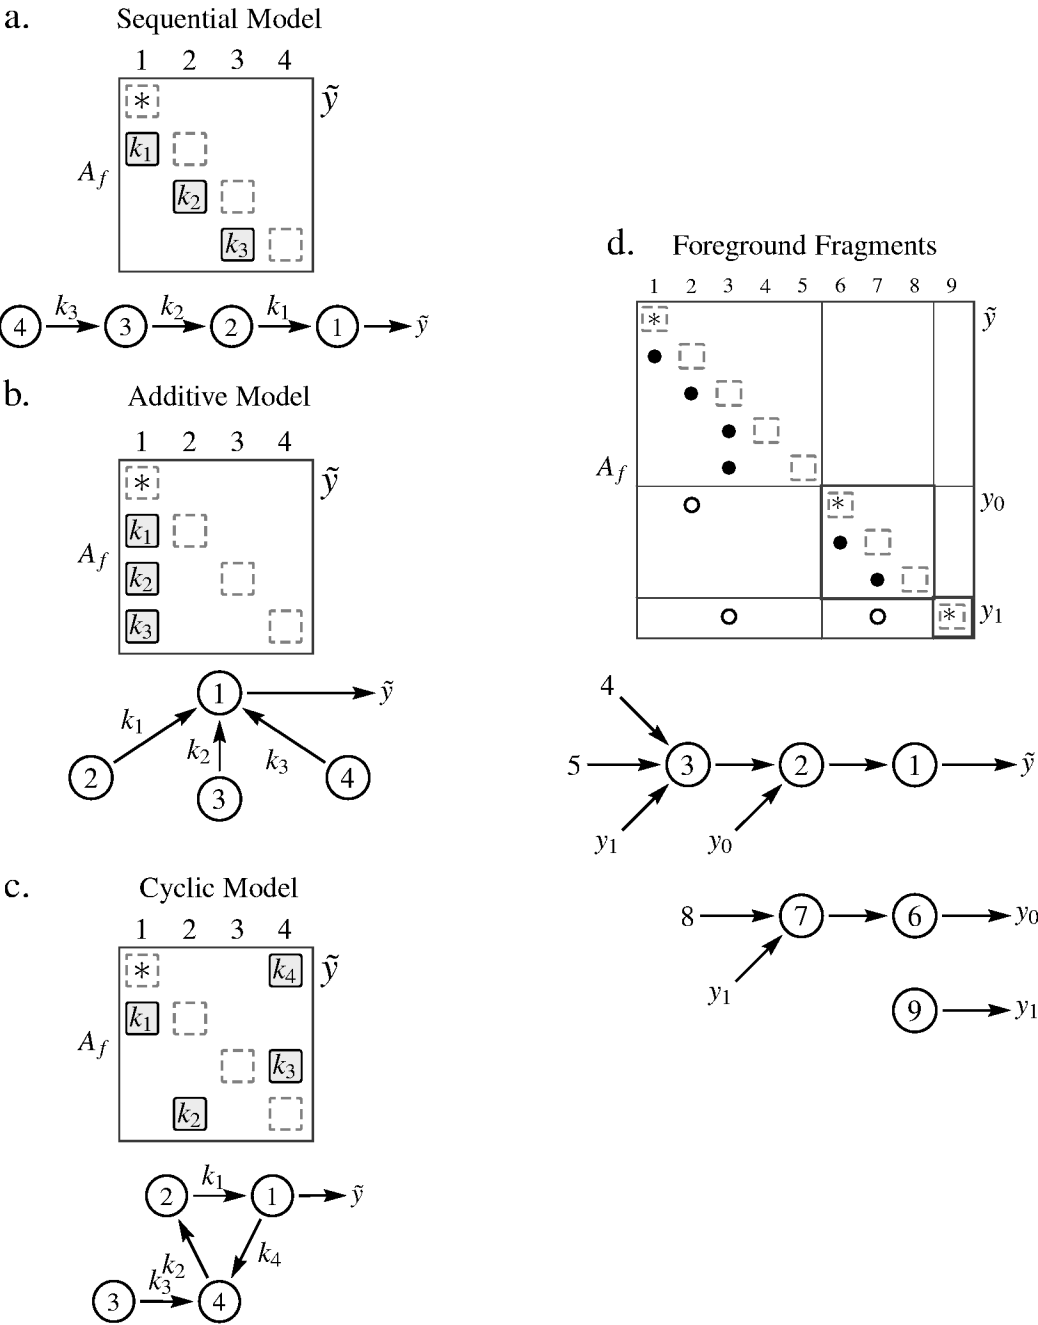 a.
Sequential Model
1 2 3 4
* ỹ
k₁
A_f
k₂
k₃
4 k₃ 3 k₂ 2 k₁ 1 ỹ
b.
Additive Model
1 2 3 4
* ỹ
k₁
A_f
k₂
k₃
1 ỹ
k₁ k₂ k₃
2 3 4
c.
Cyclic Model
1 2 3 4
* k₄ ỹ
k₁
A_f
k₃
k₂
2 k₁ 1 ỹ
k₂ k₄
3 k₃ 4
d.
Foreground Fragments
1 2 3 4 5 6 7 8 9
* ỹ
A_f
* y₀
* y₁
4
5 3 2 1 ỹ
y₁ y₀
8 7 6 y₀
y₁
9 y₁